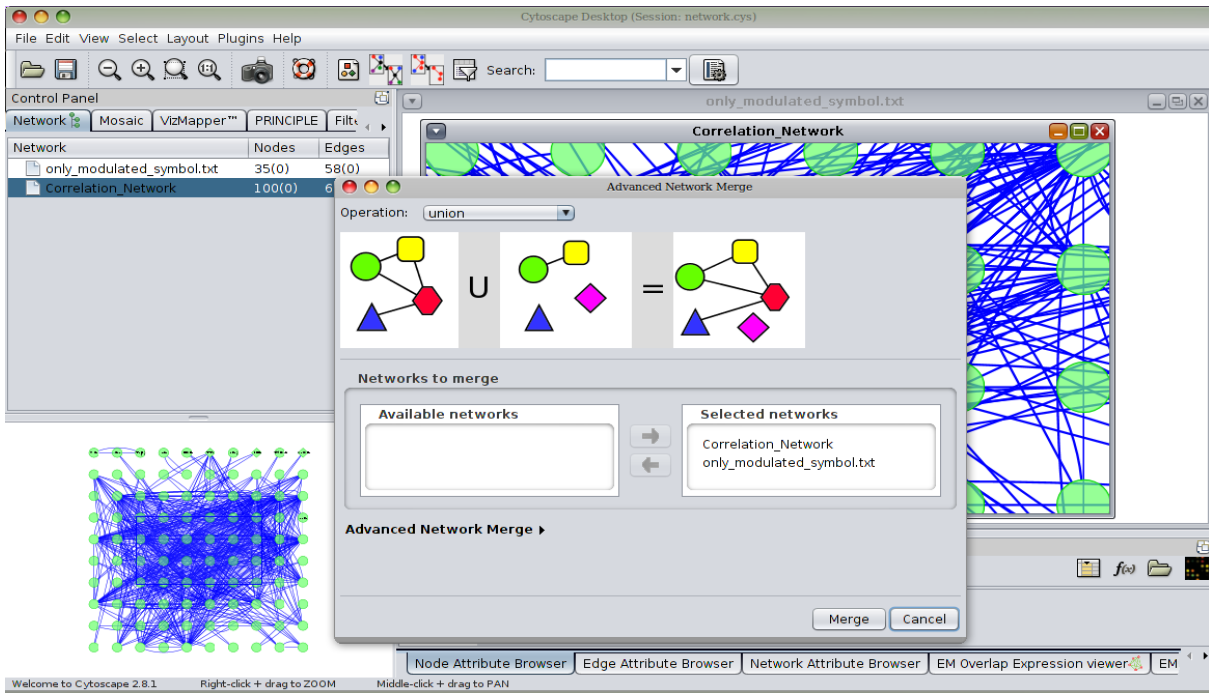 Cytoscape Desktop (Session: network.cys)
File Edit View Select Layout Plugins Help
Search:
Control Panel
Network Mosaic VizMapper™ PRINCIPLE Filt
Network Nodes Edges
only_modulated_symbol.txt 35(0) 58(0)
Correlation_Network 100(0) 6
only_modulated_symbol.txt
Correlation_Network
Advanced Network Merge
Operation: union
U =
Networks to merge
Available networks Selected networks
Correlation_Network
only_modulated_symbol.txt
Advanced Network Merge
Merge Cancel
f(x)
Node Attribute Browser Edge Attribute Browser Network Attribute Browser EM Overlap Expression viewer EM
Welcome to Cytoscape 2.8.1 Right-click + drag to ZOOM Middle-click + drag to PAN